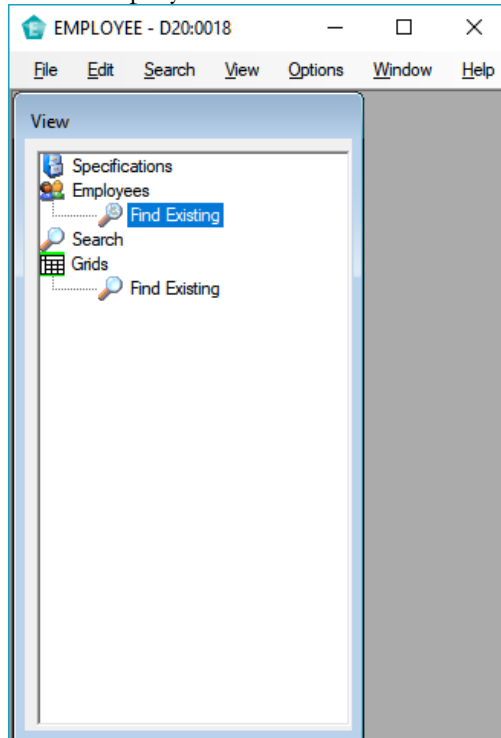 EMPLOYEE - D20:0018
File Edit Search View Options Window Help
View
Specifications
Employees
Find Existing
Search
Grids
Find Existing